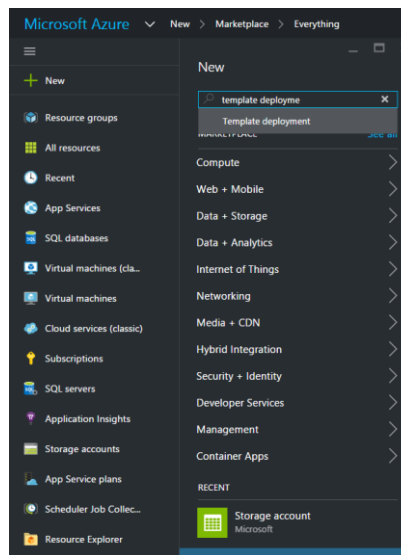 Microsoft Azure New > Marketplace > Everything
New
New
template deployme
Template deployment
MARKETPLACE See all
Resource groups
All resources
Recent
App Services
SQL databases
Virtual machines (cla...
Virtual machines
Cloud services (classic)
Subscriptions
SQL servers
Application Insights
Storage accounts
App Service plans
Scheduler Job Collec...
Resource Explorer
Compute
Web + Mobile
Data + Storage
Data + Analytics
Internet of Things
Networking
Media + CDN
Hybrid Integration
Security + Identity
Developer Services
Management
Container Apps
RECENT
Storage account
Microsoft